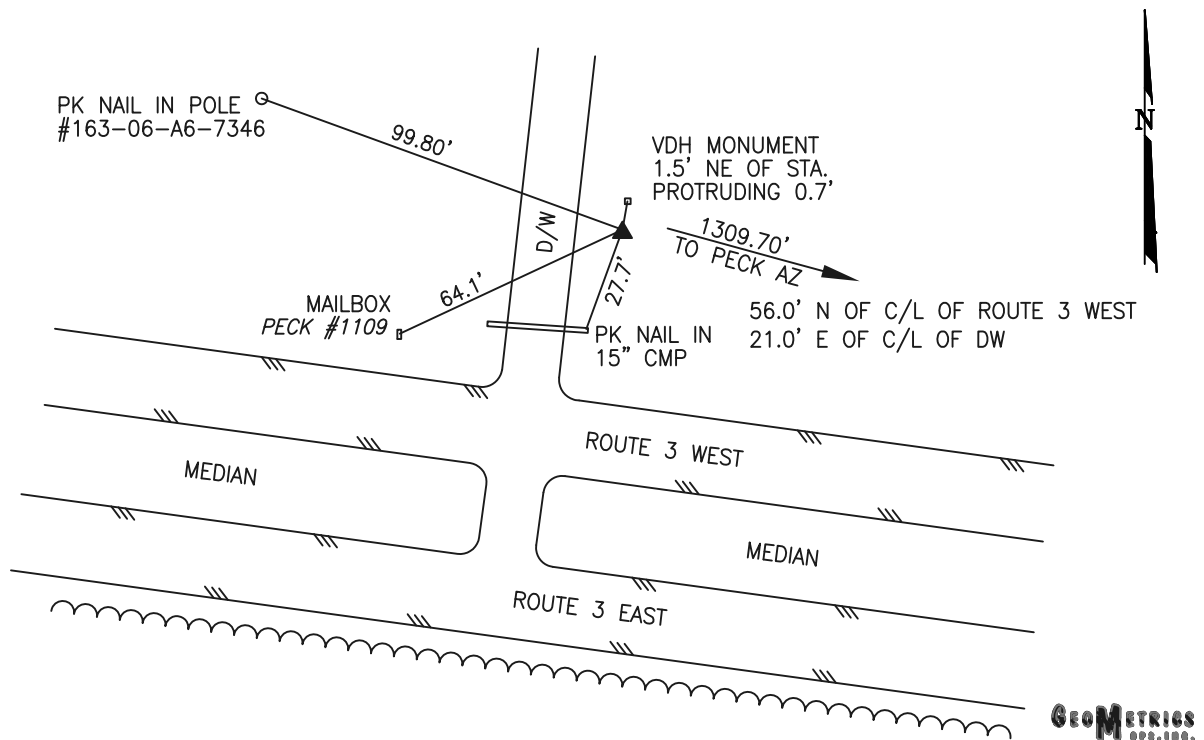 PK NAIL IN POLE
#163-06-A6-7346
99.80'
VDH MONUMENT
1.5' NE OF STA.
PROTRUDING 0.7'
N
D/W
1309.70'
TO PECK AZ
64.1'
27.7'
MAILBOX
PECK #1109
56.0' N OF C/L OF ROUTE 3 WEST
21.0' E OF C/L OF DW
PK NAIL IN
15" CMP
ROUTE 3 WEST
MEDIAN
MEDIAN
ROUTE 3 EAST
GEOMETRICS
GPS, INC.